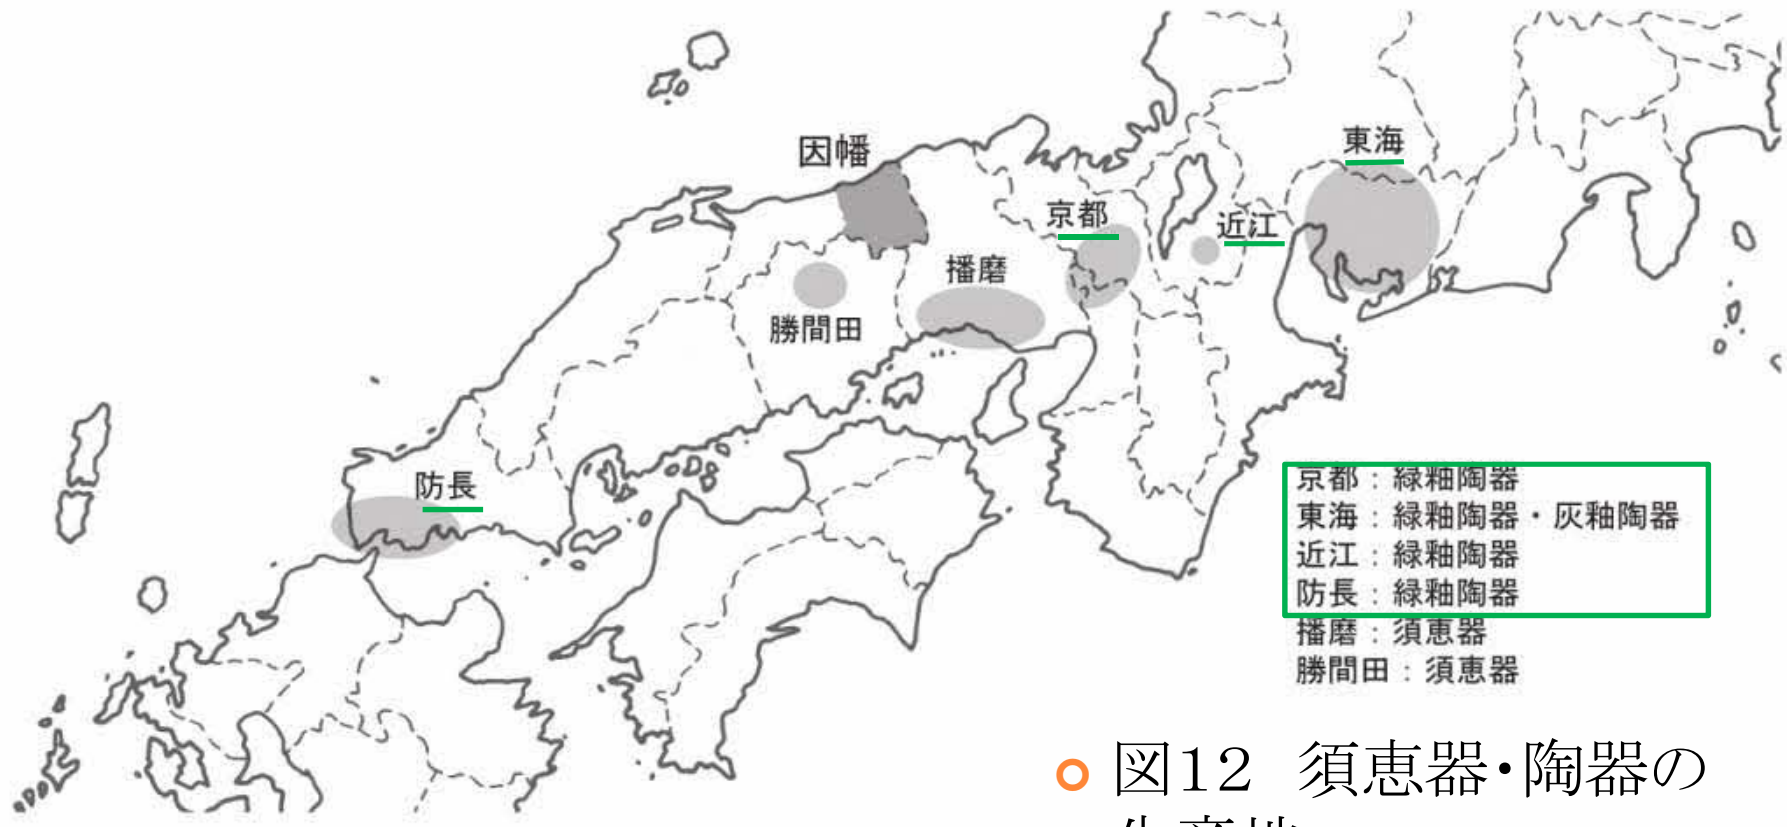 因幡
東海
京都
近江
播磨
勝間田
防長
京都：緑釉陶器
東海：緑釉陶器・灰釉陶器
近江：緑釉陶器
防長：緑釉陶器
播磨：須恵器
勝間田：須恵器
図12　須恵器・陶器の
生産地